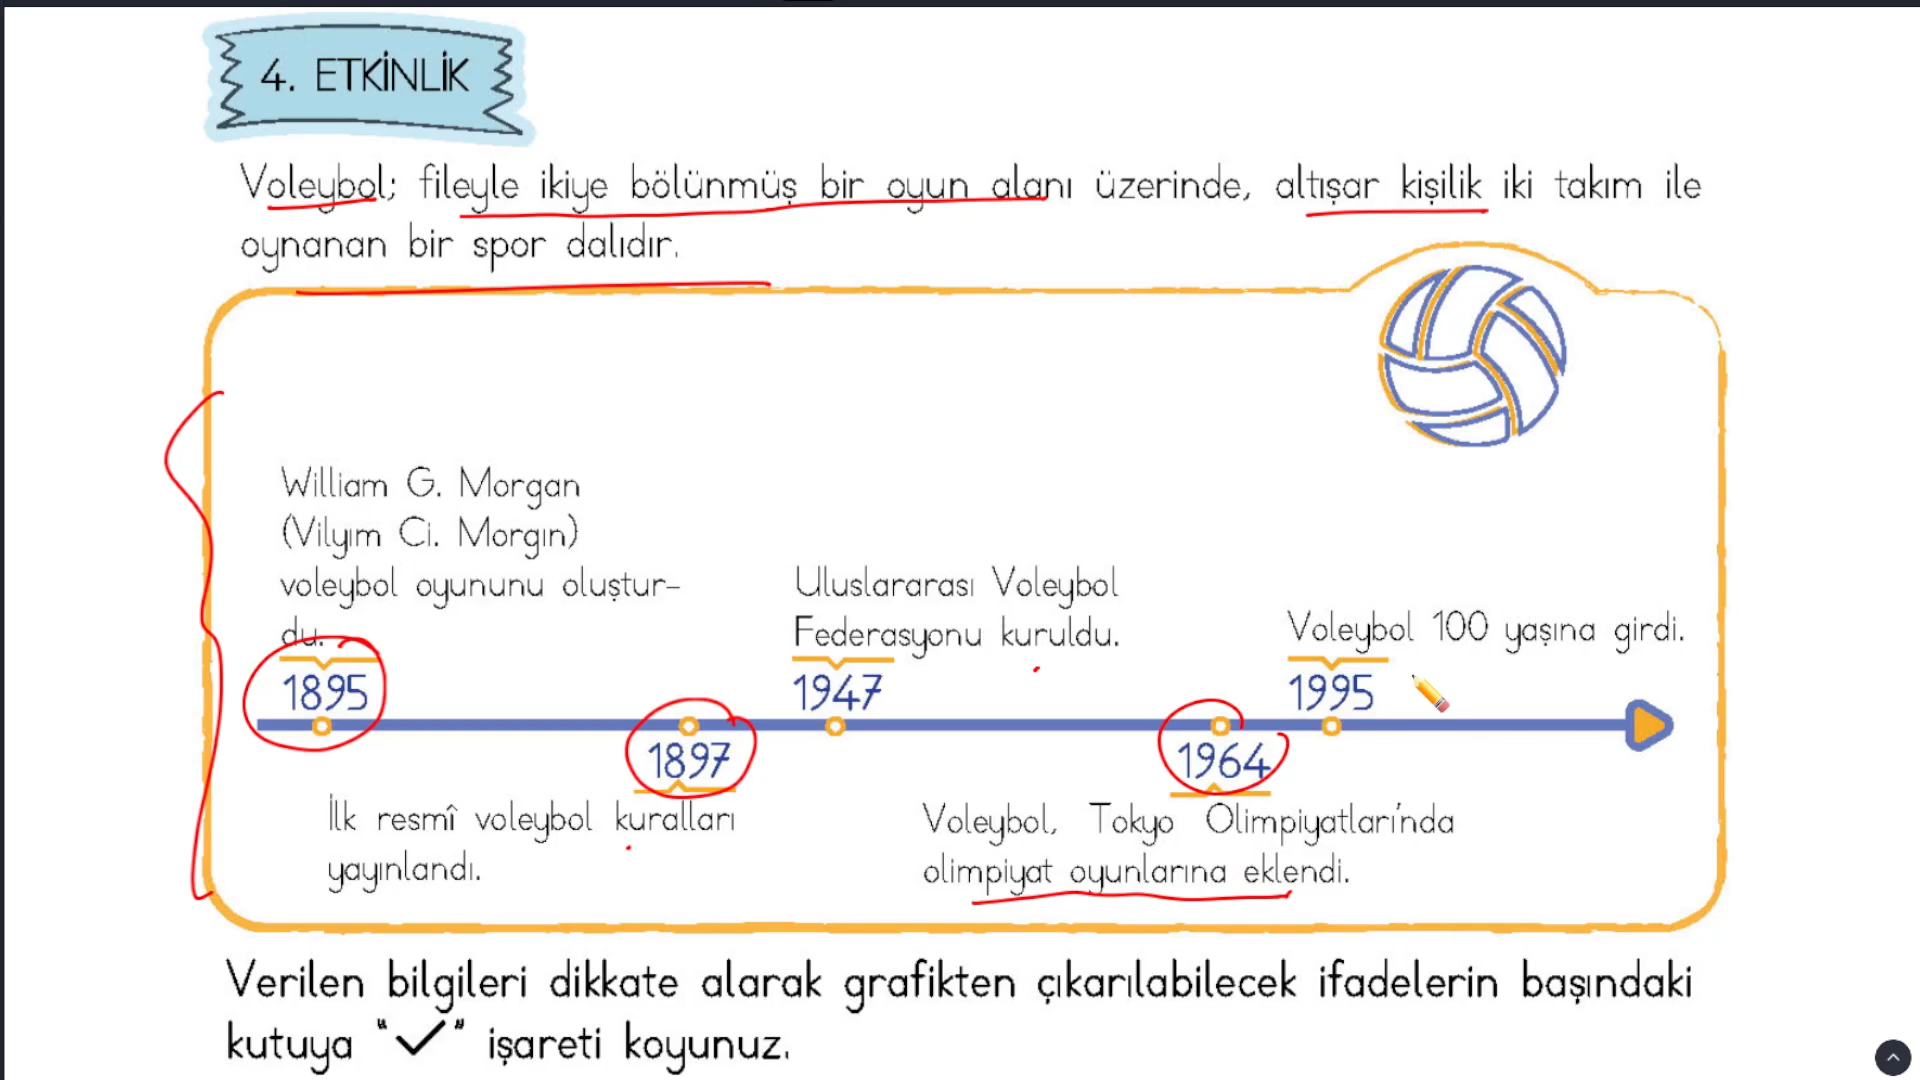 4. ETKİNLİK
Voleybol; fileyle ikiye bölünmüş bir oyun alanı üzerinde, altışar kişilik iki takım ile
oynanan bir spor dalıdır.
William G. Morgan
(Vilyım Ci. Morgın)
voleybol oyununu oluştur-
du.
1895
İlk resmî voleybol kuralları
yayınlandı.
1897
Uluslararası Voleybol
Federasyonu kuruldu.
1947
1964
Voleybol, Tokyo Olimpiyatları'nda
olimpiyat oyunlarına eklendi.
Voleybol 100 yaşına girdi.
1995
Verilen bilgileri dikkate alarak grafikten çıkarılabilecek ifadelerin başındaki
kutuya "✓" işareti koyunuz.